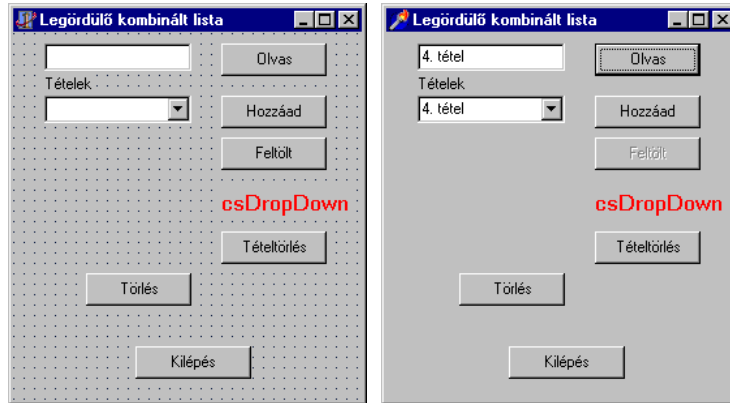 Legördülő kombinált lista
Olvas
Tételek
Hozzáad
Feltölt
csDropDown
Tételtörlés
Törlés
Kilépés
Legördülő kombinált lista
4. tétel
Olvas
Tételek
4. tétel
Hozzáad
Feltölt
csDropDown
Tételtörlés
Törlés
Kilépés